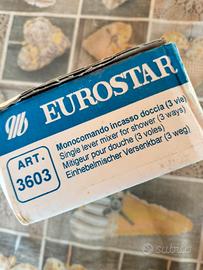 EUROSTAR
ART.
3603
Monocomando incasso doccia (3 vie)
Single lever mixer for shower (3 ways)
Mitigeur pour douche (3 voles)
Einhebelmischer Versenkbar (3 weg)
subito